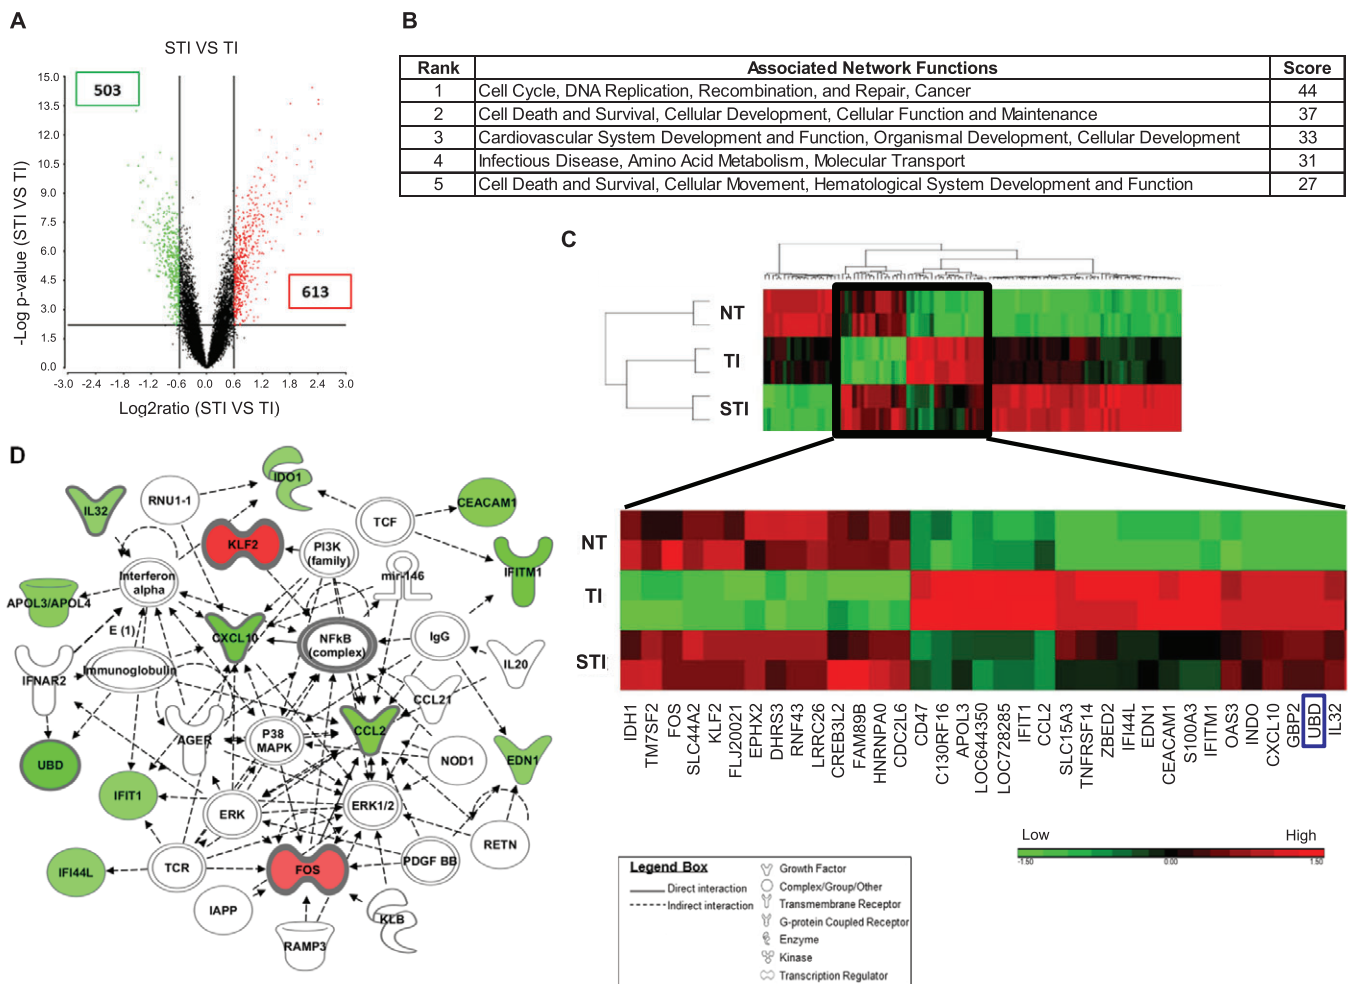 A
STI VS TI
503
613
15.0
13.5
12.0
10.5
9.0
7.5
6.0
4.5
3.0
1.5
0.0
-3.0 -2.4 -1.8 -1.2 -0.6 0.0 0.6 1.2 1.8 2.4 3.0
-Log p-value (STI VS TI)
Log2ratio (STI VS TI)
B
Rank Associated Network Functions Score
1 Cell Cycle, DNA Replication, Recombination, and Repair, Cancer 44
2 Cell Death and Survival, Cellular Development, Cellular Function and Maintenance 37
3 Cardiovascular System Development and Function, Organismal Development, Cellular Development 33
4 Infectious Disease, Amino Acid Metabolism, Molecular Transport 31
5 Cell Death and Survival, Cellular Movement, Hematological System Development and Function 27
C
NT
TI
STI
NT
TI
STI
IDH1
TM7SF2
FOS
SLC44A2
KLF2
FLJ20021
EPHX2
DHRS3
RNF43
LRRC26
CREB3L2
FAM89B
HNRNPA0
CDC2L6
CD47
C130RF16
APOL3
LOC644350
LOC728285
IFIT1
CCL2
SLC15A3
TNFRSF14
ZBED2
IFI44L
EDN1
CEACAM1
S100A3
IFITM1
OAS3
INDO
CXCL10
GBP2
UBD
IL32
Low High
-1.50 0.00 1.50
D
IL32
RNU1-1
IDO1
TCF
CEACAM1
KLF2
PI3K
(family)
mir-146
IFITM1
Interferon
alpha
APOL3/APOL4
E (1)
CXCL10
NFkB
(complex)
IgG
IL20
IFNAR2
Immunoglobulin
CCL21
AGER
P38
MAPK
CCL2
UBD
NOD1
EDN1
IFIT1
ERK
ERK1/2
RETN
IFI44L
TCR
FOS
PDGF BB
IAPP
RAMP3
KLB
Legend Box
Direct interaction
Indirect interaction
Growth Factor
Complex/Group/Other
Transmembrane Receptor
G-protein Coupled Receptor
Enzyme
Kinase
Transcription Regulator